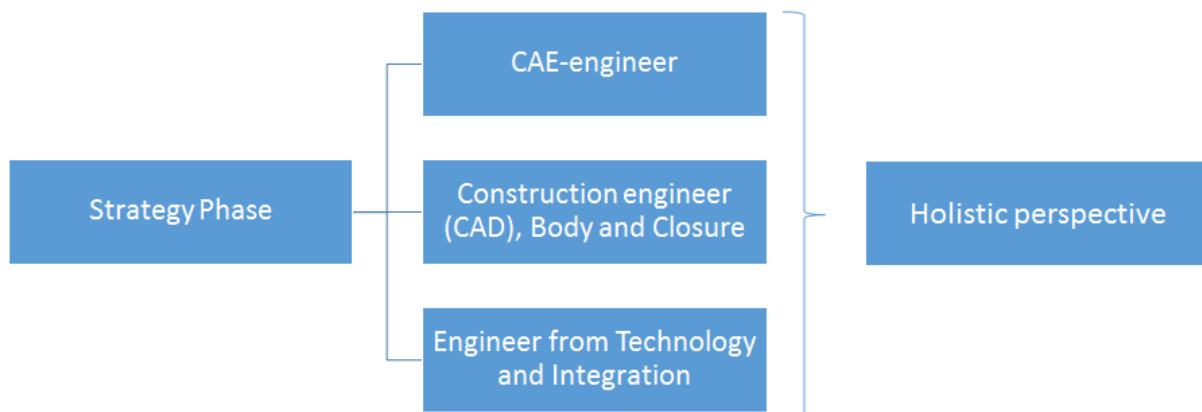 CAE-engineer
Strategy Phase
Construction engineer
(CAD), Body and Closure
Engineer from Technology
and Integration
Holistic perspective